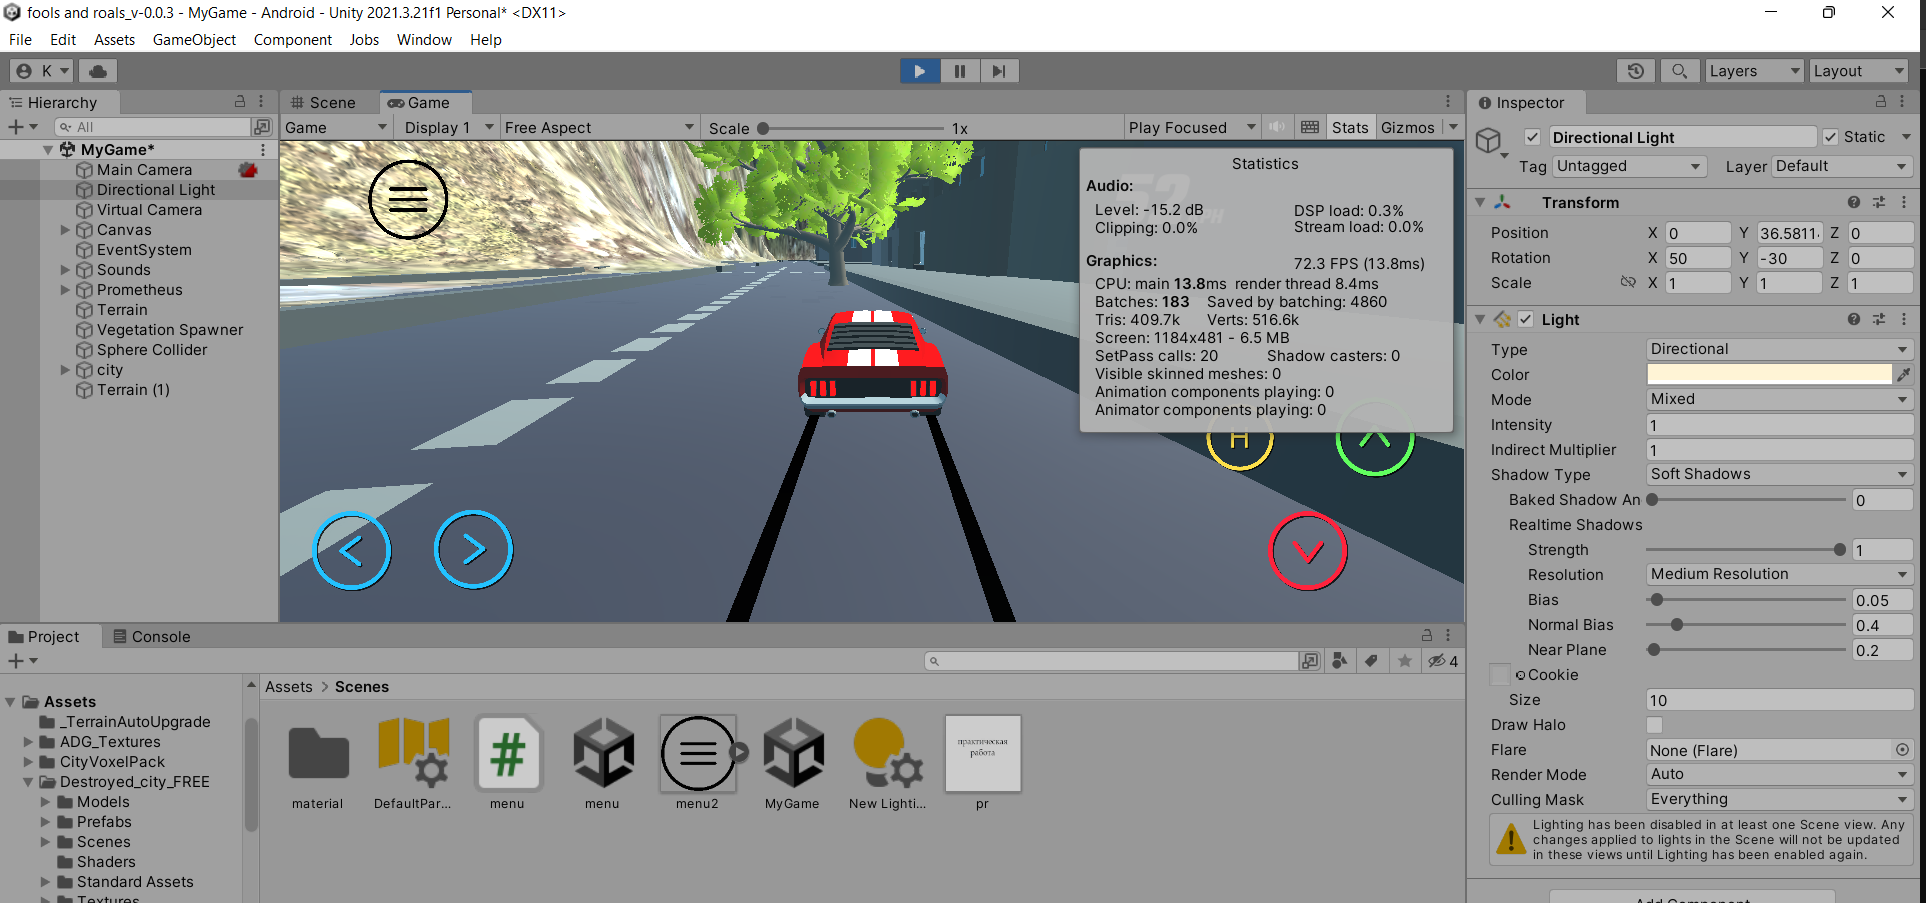 fools and roals_v-0.0.3 - MyGame - Android - Unity 2021.3.21f1 Personal* <DX11>
File Edit Assets GameObject Component Jobs Window Help
K Layers Layout
Hierarchy
All
MyGame*
Main Camera
Directional Light
Virtual Camera
Canvas
EventSystem
Sounds
Prometheus
Terrain
Vegetation Spawner
Sphere Collider
city
Terrain (1)
Scene Game
Game Display 1 Free Aspect Scale 1x Play Focused Stats Gizmos
Statistics
Audio:
Level: -15.2 dB DSP load: 0.3%
Clipping: 0.0% Stream load: 0.0%
Graphics: 72.3 FPS (13.8ms)
CPU: main 13.8ms render thread 8.4ms
Batches: 183 Saved by batching: 4860
Tris: 409.7k Verts: 516.6k
Screen: 1184x481 - 6.5 MB
SetPass calls: 20 Shadow casters: 0
Visible skinned meshes: 0
Animation components playing: 0
Animator components playing: 0
H
Inspector
Directional Light Static
Tag Untagged Layer Default
Transform
Position X 0 Y 36.5811 Z 0
Rotation X 50 Y -30 Z 0
Scale X 1 Y 1 Z 1
Light
Type Directional
Color
Mode Mixed
Intensity 1
Indirect Multiplier 1
Shadow Type Soft Shadows
Baked Shadow An 0
Realtime Shadows
Strength 1
Resolution Medium Resolution
Bias 0.05
Normal Bias 0.4
Near Plane 0.2
Cookie
Size 10
Draw Halo
Flare None (Flare)
Render Mode Auto
Culling Mask Everything
Lighting has been disabled in at least one Scene view. Any
changes applied to lights in the Scene will not be updated
in these views until Lighting has been enabled again.
Add Component
Project Console
4
Assets
_TerrainAutoUpgrade
ADG_Textures
CityVoxelPack
Destroyed_city_FREE
Models
Prefabs
Scenes
Shaders
Standard Assets
Textures
Assets > Scenes
практическая
работа
material DefaultPar... menu menu menu2 MyGame New Lighti... pr